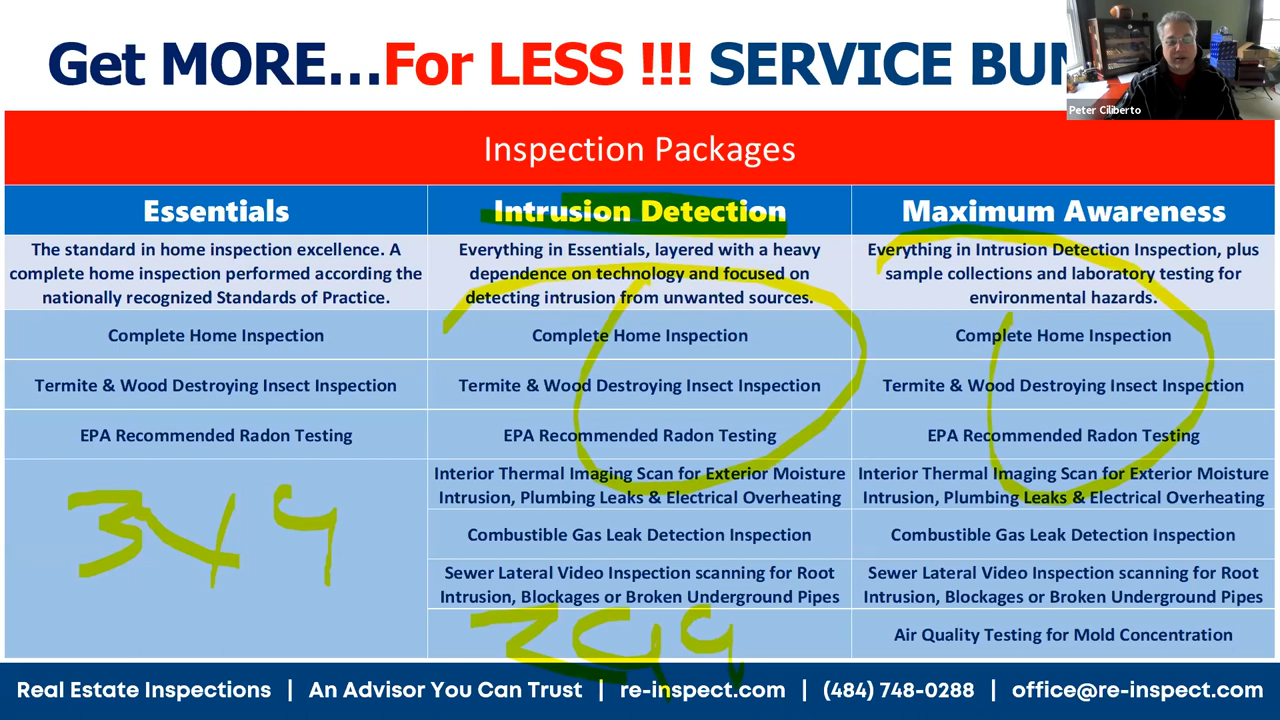 Get MORE...For LESS !!! SERVICE
Peter Ciliberto
Inspection Packages
Essentials
The standard in home inspection excellence. A
complete home inspection performed according the
nationally recognized Standards of Practice.
Complete Home Inspection
Termite & Wood Destroying Insect Inspection
EPA Recommended Radon Testing
349
Intrusion Detection
Everything in Essentials, layered with a heavy
dependence on technology and focused on
detecting intrusion from unwanted sources.
Complete Home Inspection
Termite & Wood Destroying Insect Inspection
EPA Recommended Radon Testing
Interior Thermal Imaging Scan for Exterior Moisture
Intrusion, Plumbing Leaks & Electrical Overheating
Combustible Gas Leak Detection Inspection
Sewer Lateral Video Inspection scanning for Root
Intrusion, Blockages or Broken Underground Pipes
399
Maximum Awareness
Everything in Intrusion Detection Inspection, plus
sample collections and laboratory testing for
environmental hazards.
Complete Home Inspection
Termite & Wood Destroying Insect Inspection
EPA Recommended Radon Testing
Interior Thermal Imaging Scan for Exterior Moisture
Intrusion, Plumbing Leaks & Electrical Overheating
Combustible Gas Leak Detection Inspection
Sewer Lateral Video Inspection scanning for Root
Intrusion, Blockages or Broken Underground Pipes
Air Quality Testing for Mold Concentration
Real Estate Inspections | An Advisor You Can Trust | re-inspect.com | (484) 748-0288 | office@re-inspect.com